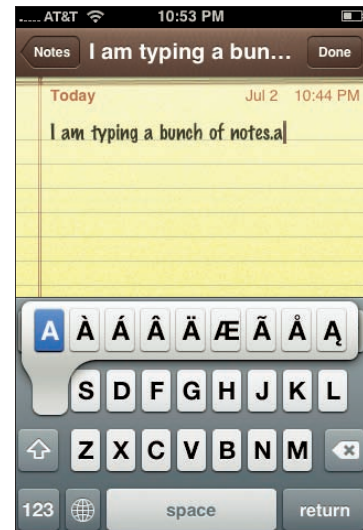 AT&T 10:53 PM
Notes I am typing a bun... Done
Today Jul 2 10:44 PM
I am typing a bunch of notes.a
A À Á Â Ä Æ Ã Å Ą
S D F G H J K L
Z X C V B N M
123 space return